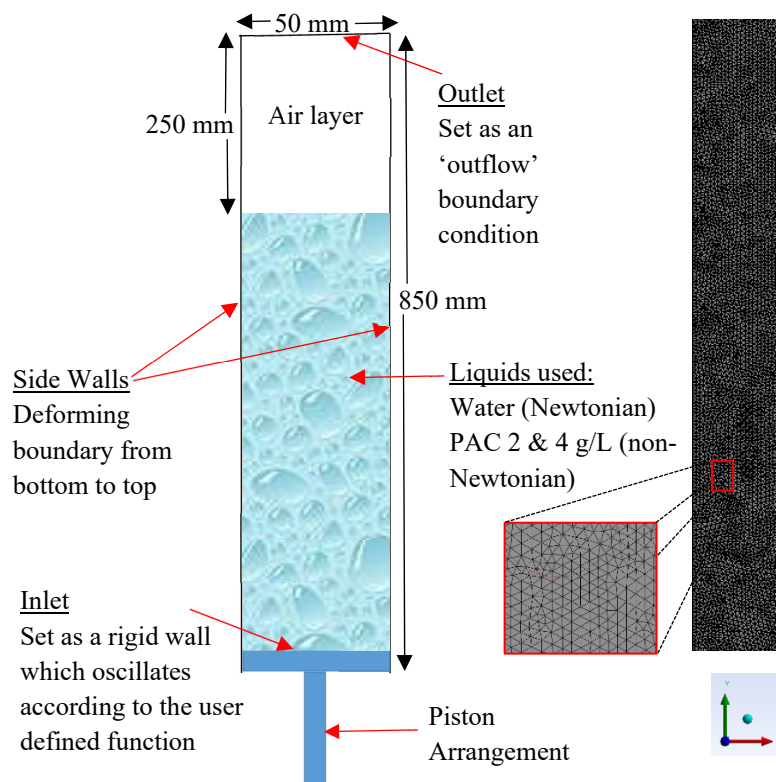 50 mm
250 mm
Air layer
Outlet
Set as an
‘outflow’
boundary
condition
850 mm
Side Walls
Deforming
boundary from
bottom to top
Liquids used:
Water (Newtonian)
PAC 2 & 4 g/L (non-
Newtonian)
Inlet
Set as a rigid wall
which oscillates
according to the user
defined function
Piston
Arrangement
Y